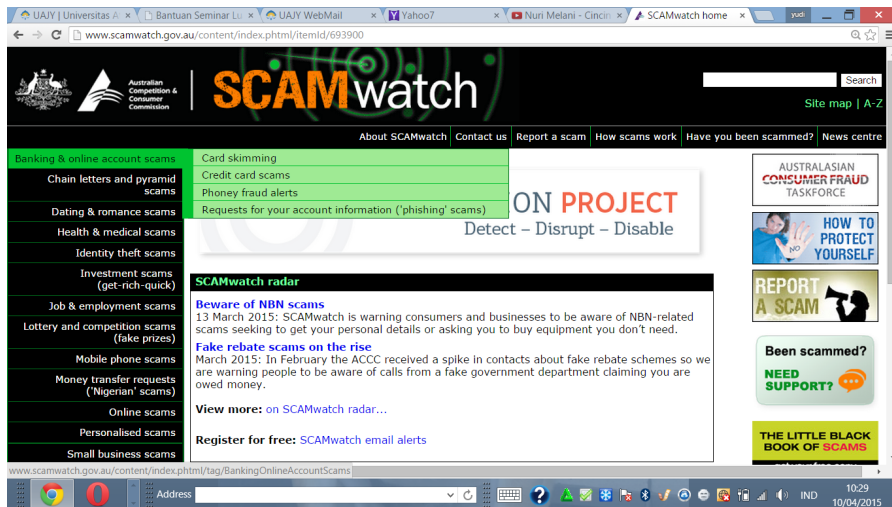 UAJY | Universitas A
Bantuan Seminar Lu
UAJY WebMail
Yahoo7
Nuri Melani - Cincin
SCAMwatch home
yudi
www.scamwatch.gov.au/content/index.phtml/itemId/693900
Australian
Competition &
Consumer
Commission
SCAMwatch
Search
Site map | A-Z
About SCAMwatch
Contact us
Report a scam
How scams work
Have you been scammed?
News centre
Banking & online account scams
Chain letters and pyramid
scams
Dating & romance scams
Health & medical scams
Identity theft scams
Investment scams
(get-rich-quick)
Job & employment scams
Lottery and competition scams
(fake prizes)
Mobile phone scams
Money transfer requests
('Nigerian' scams)
Online scams
Personalised scams
Small business scams
Card skimming
Credit card scams
Phoney fraud alerts
Requests for your account information ('phishing' scams)
ON PROJECT
Detect – Disrupt – Disable
SCAMwatch radar
Beware of NBN scams
13 March 2015: SCAMwatch is warning consumers and businesses to be aware of NBN-related
scams seeking to get your personal details or asking you to buy equipment you don't need.
Fake rebate scams on the rise
March 2015: In February the ACCC received a spike in contacts about fake rebate schemes so we
are warning people to be aware of calls from a fake government department claiming you are
owed money.
View more: on SCAMwatch radar...
Register for free: SCAMwatch email alerts
AUSTRALASIAN
CONSUMER FRAUD
TASKFORCE
NO
HOW TO
PROTECT
YOURSELF
REPORT
A SCAM
Been scammed?
NEED
SUPPORT?
THE LITTLE BLACK
BOOK OF SCAMS
www.scamwatch.gov.au/content/index.phtml/tag/BankingOnlineAccountScams
Address
IND
10:29
10/04/2015